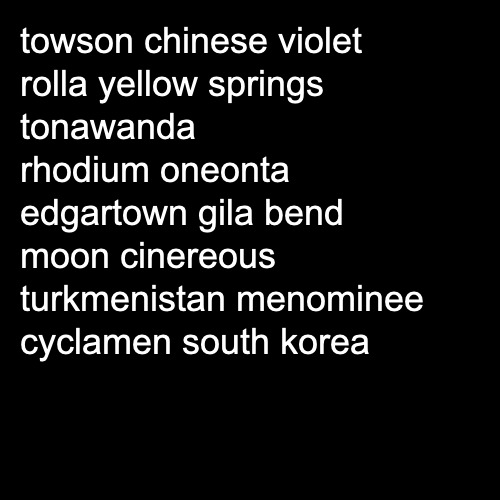 towson chinese violet
rolla yellow springs
tonawanda
rhodium oneonta
edgartown gila bend
moon cinereous
turkmenistan menominee
cyclamen south korea